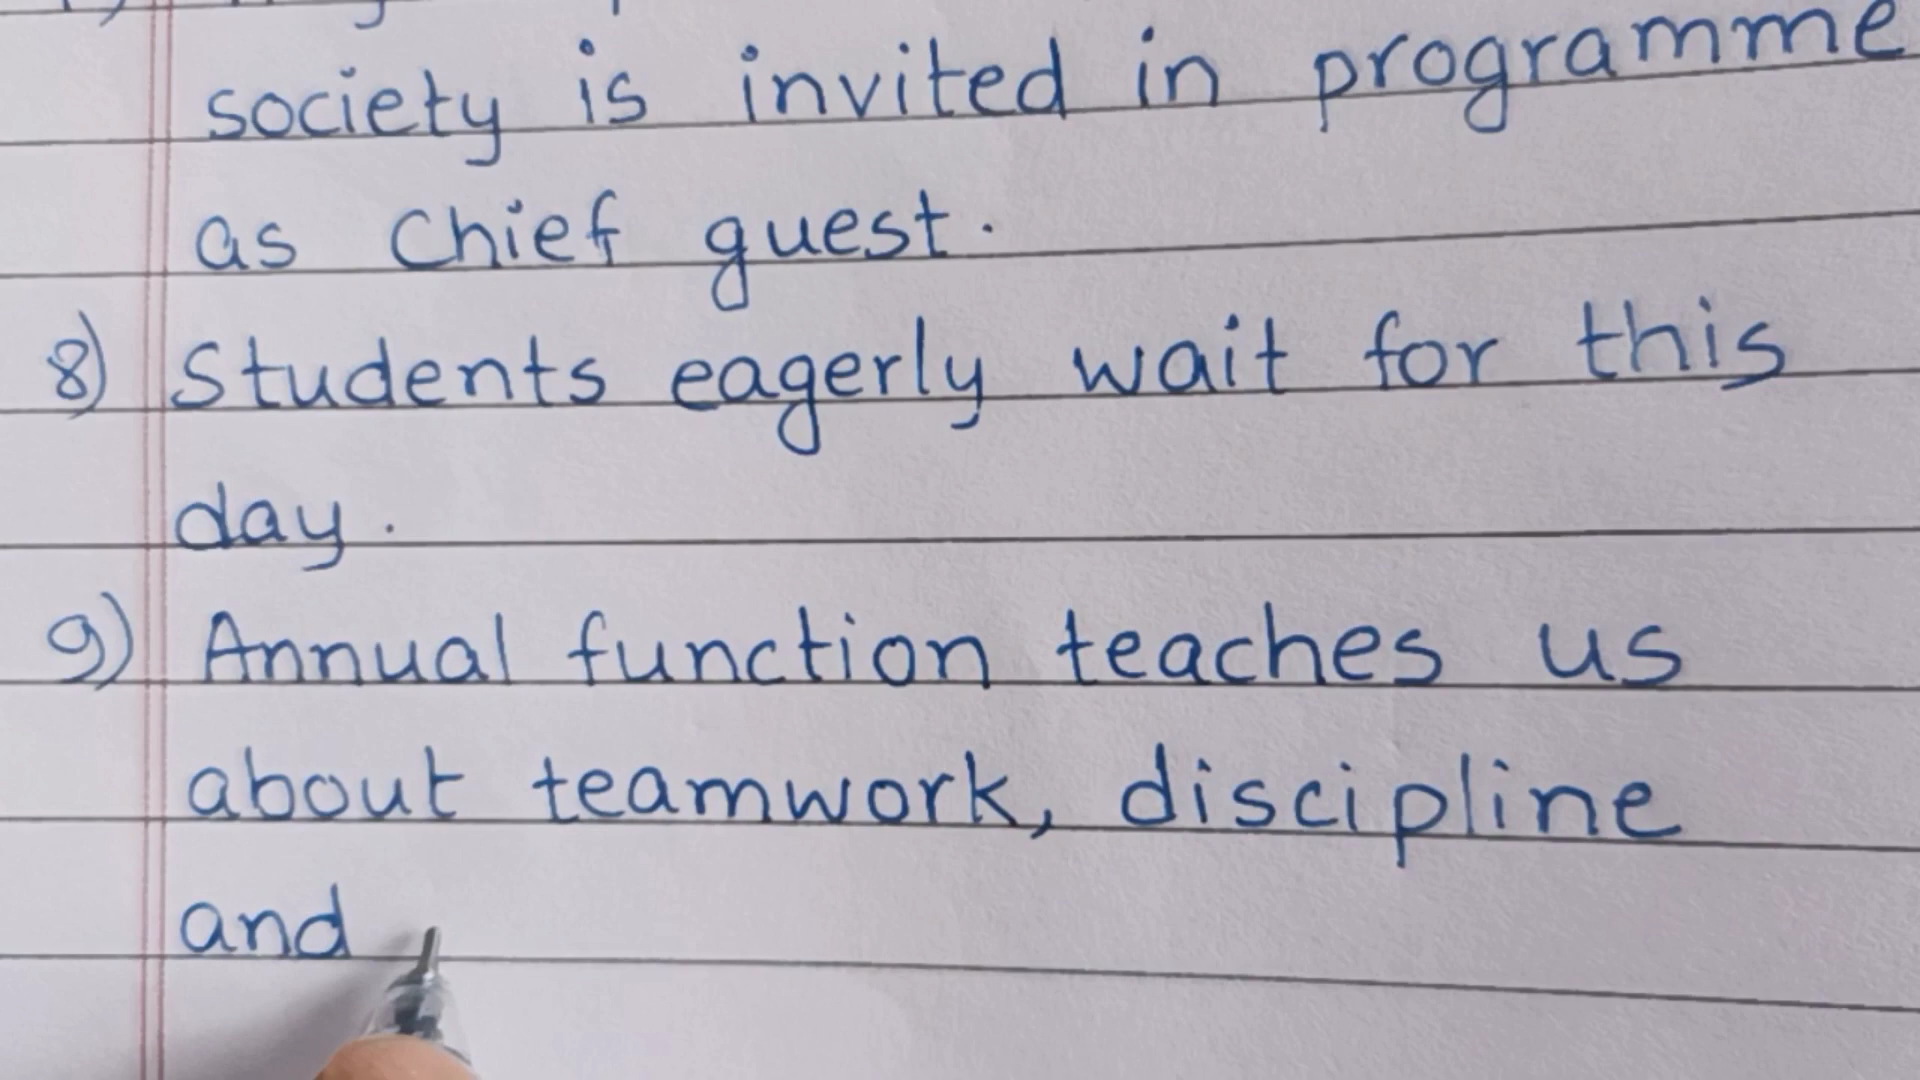 society is invited in programme
as Chief guest.
8) Students eagerly wait for this
day.
9) Annual function teaches us
about teamwork, discipline
and